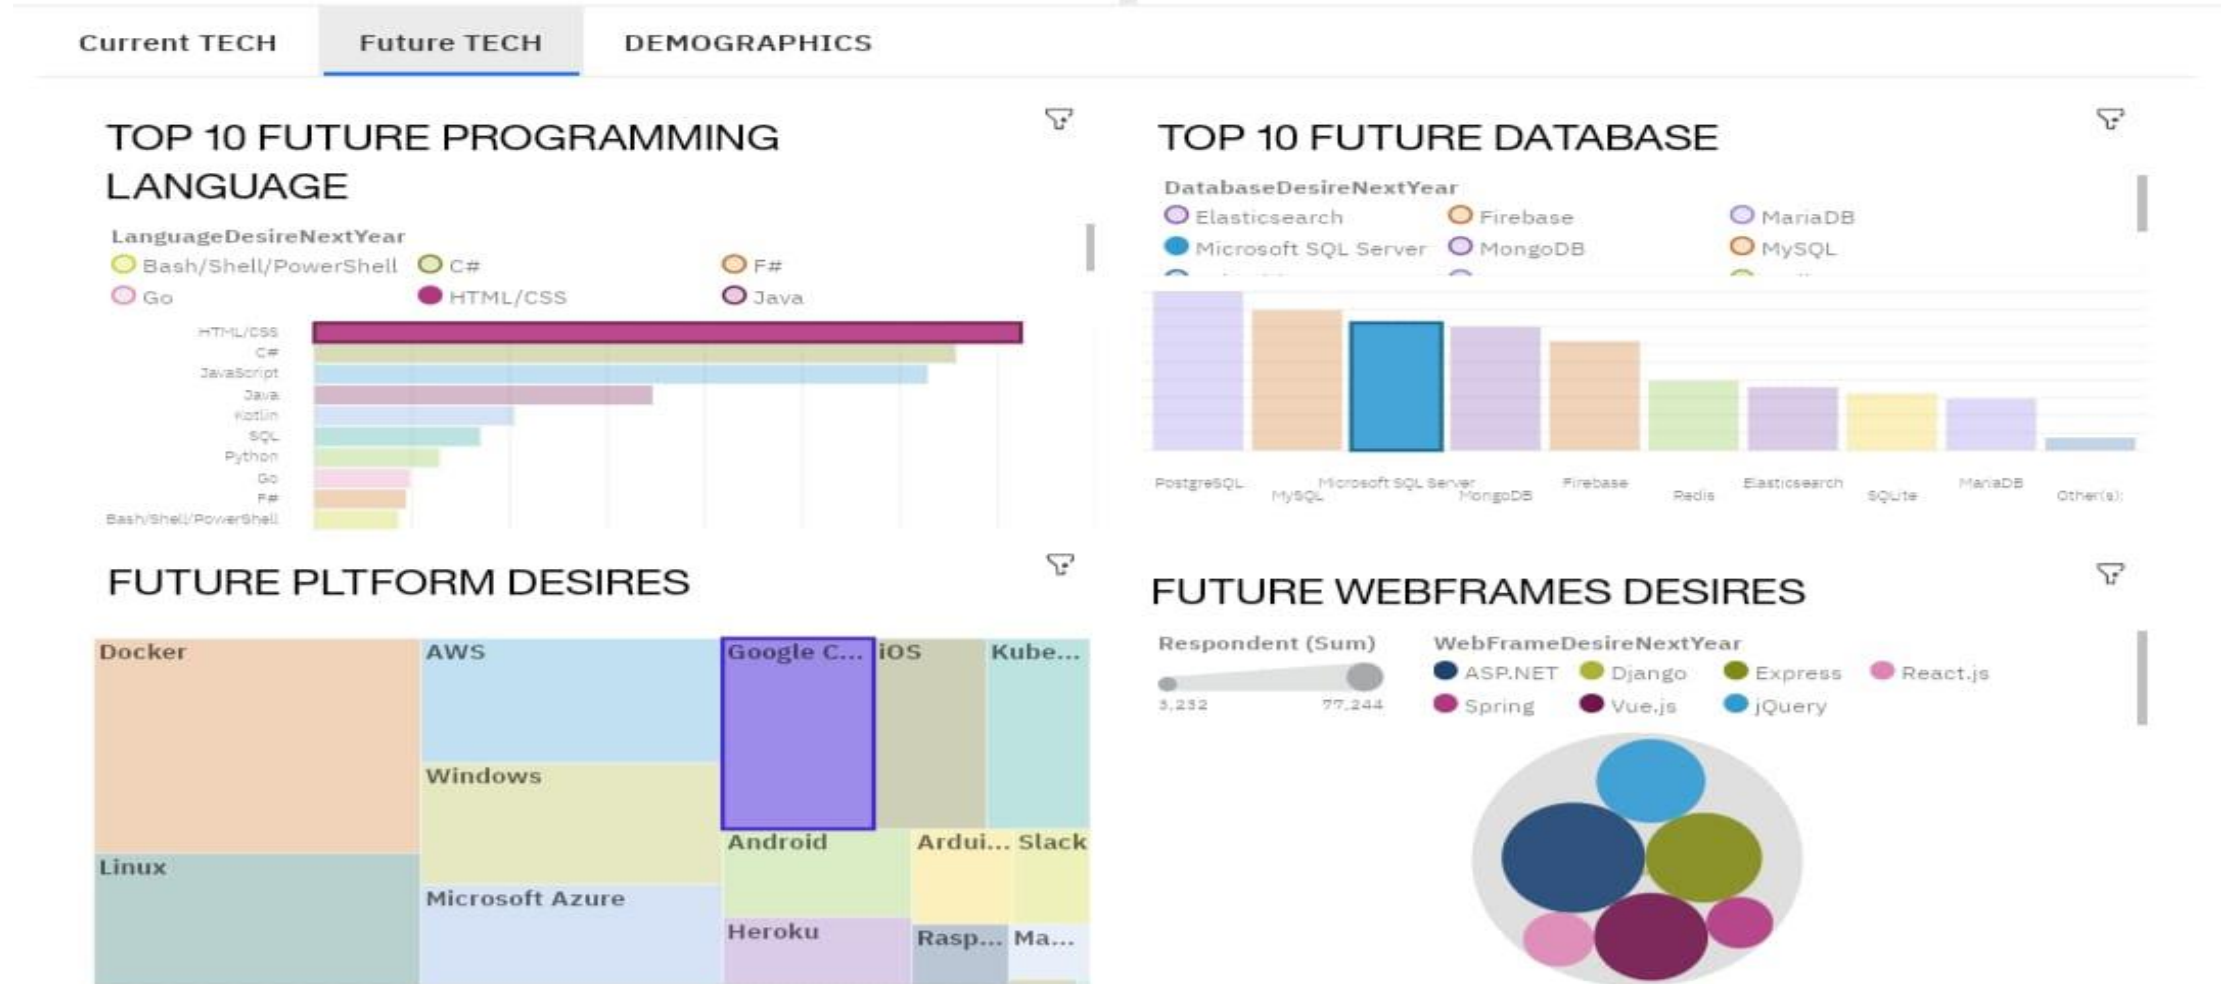 Current TECH
Future TECH
DEMOGRAPHICS
TOP 10 FUTURE PROGRAMMING
LANGUAGE
LanguageDesireNextYear
Bash/Shell/PowerShell C# F#
Go HTML/CSS Java
HTML/CSS
C#
JavaScript
Java
Kotlin
SQL
Python
Go
F#
Bash/Shell/PowerShell
TOP 10 FUTURE DATABASE
DatabaseDesireNextYear
Elasticsearch Firebase MariaDB
Microsoft SQL Server MongoDB MySQL
PostgreSQL
MySQL
Microsoft SQL Server
MongoDB
Firebase
Redis
Elasticsearch
SQLite
MariaDB
Other(s):
FUTURE PLTFORM DESIRES
Docker
AWS
Google C...
iOS
Kube...
Windows
Android
Ardui...
Slack
Linux
Microsoft Azure
Heroku
Rasp...
Ma...
FUTURE WEBFRAMES DESIRES
Respondent (Sum)
3,232 77,244
WebFrameDesireNextYear
ASP.NET Django Express React.js
Spring Vue.js jQuery